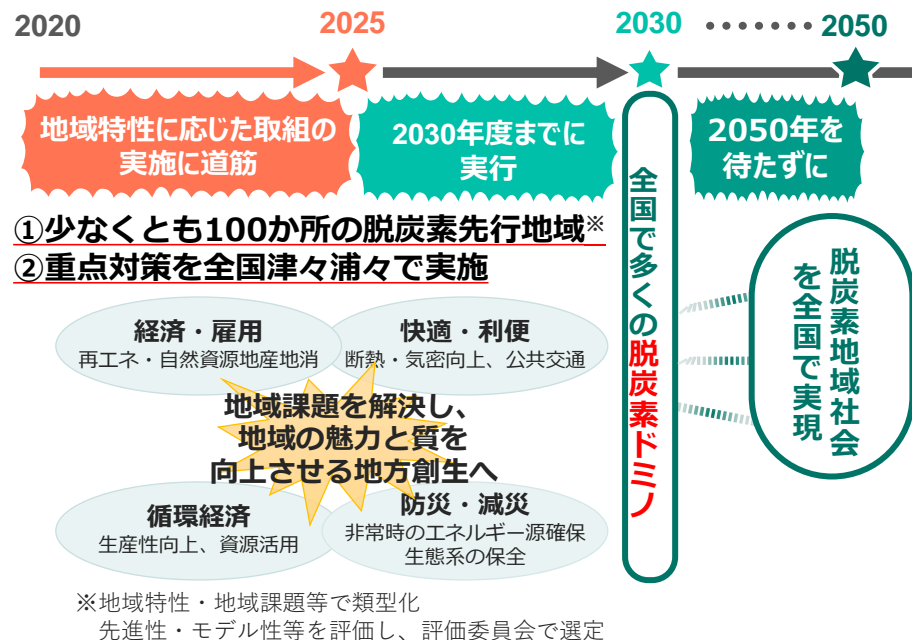 2020
2025
2030
・・・・・・・
2050
地域特性に応じた取組の
実施に道筋
2030年度までに
実行
2050年を
待たずに
①少なくとも100か所の脱炭素先行地域※
②重点対策を全国津々浦々で実施
経済・雇用
再エネ・自然資源地産地消
快適・利便
断熱・気密向上、公共交通
地域課題を解決し、
地域の魅力と質を
向上させる地方創生へ
循環経済
生産性向上、資源活用
防災・減災
非常時のエネルギー源確保
生態系の保全
全国で多くの脱炭素ドミノ
脱炭素地域社会
を全国で実現
※地域特性・地域課題等で類型化
先進性・モデル性等を評価し、評価委員会で選定